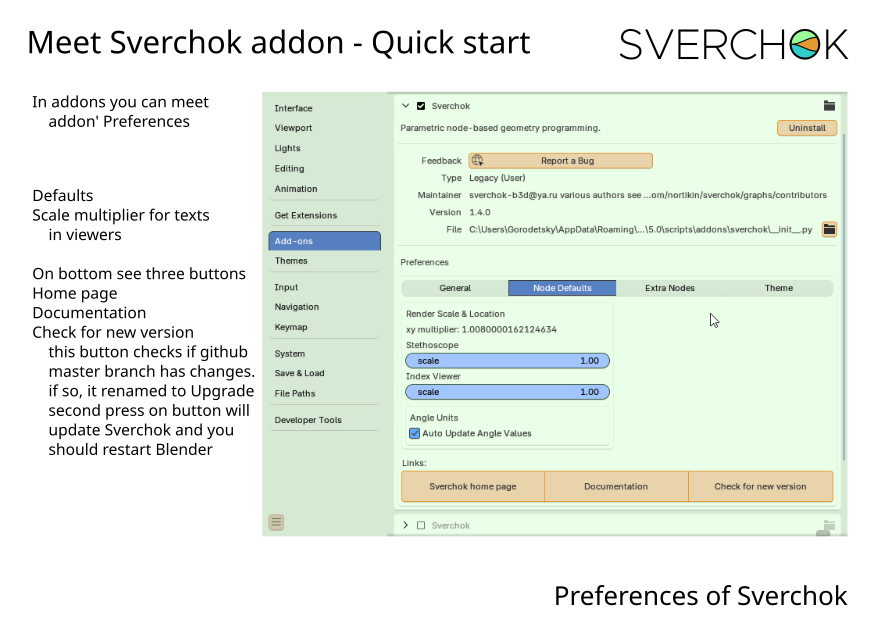 Meet Sverchok addon - Quick start
SVERCHOK
In addons you can meet
addon' Preferences
Defaults
Scale multiplier for texts
in viewers
On bottom see three buttons
Home page
Documentation
Check for new version
this button checks if github
master branch has changes.
if so, it renamed to Upgrade
second press on button will
update Sverchok and you
should restart Blender
Interface
Viewport
Lights
Editing
Animation
Get Extensions
Add-ons
Themes
Input
Navigation
Keymap
System
Save & Load
File Paths
Developer Tools
Sverchok
Parametric node-based geometry programming.
Uninstall
Feedback Report a Bug
Type Legacy (User)
Maintainer sverchok-b3d@ya.ru various authors see ...om/nortikin/sverchok/graphs/contributors
Version 1.4.0
File C:\Users\Gorodetsky\AppData\Roaming\...\5.0\scripts\addons\sverchok\__init__.py
Preferences
General Node Defaults Extra Nodes Theme
Render Scale & Location
xy multiplier: 1.0080000162124634
Stethoscope
scale 1.00
Index Viewer
scale 1.00
Angle Units
Auto Update Angle Values
Links:
Sverchok home page Documentation Check for new version
Sverchok
Preferences of Sverchok